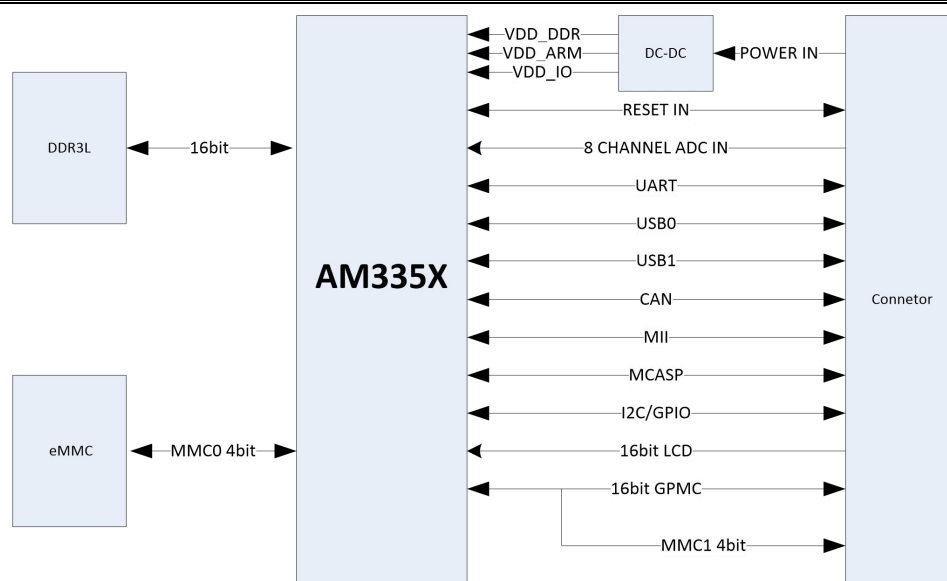 VDD_DDR
VDD_ARM
VDD_IO
DC-DC
POWER IN
RESET IN
DDR3L
16bit
8 CHANNEL ADC IN
UART
USB0
USB1
AM335X
CAN
Connetor
MII
MCASP
I2C/GPIO
eMMC
MMC0 4bit
16bit LCD
16bit GPMC
MMC1 4bit